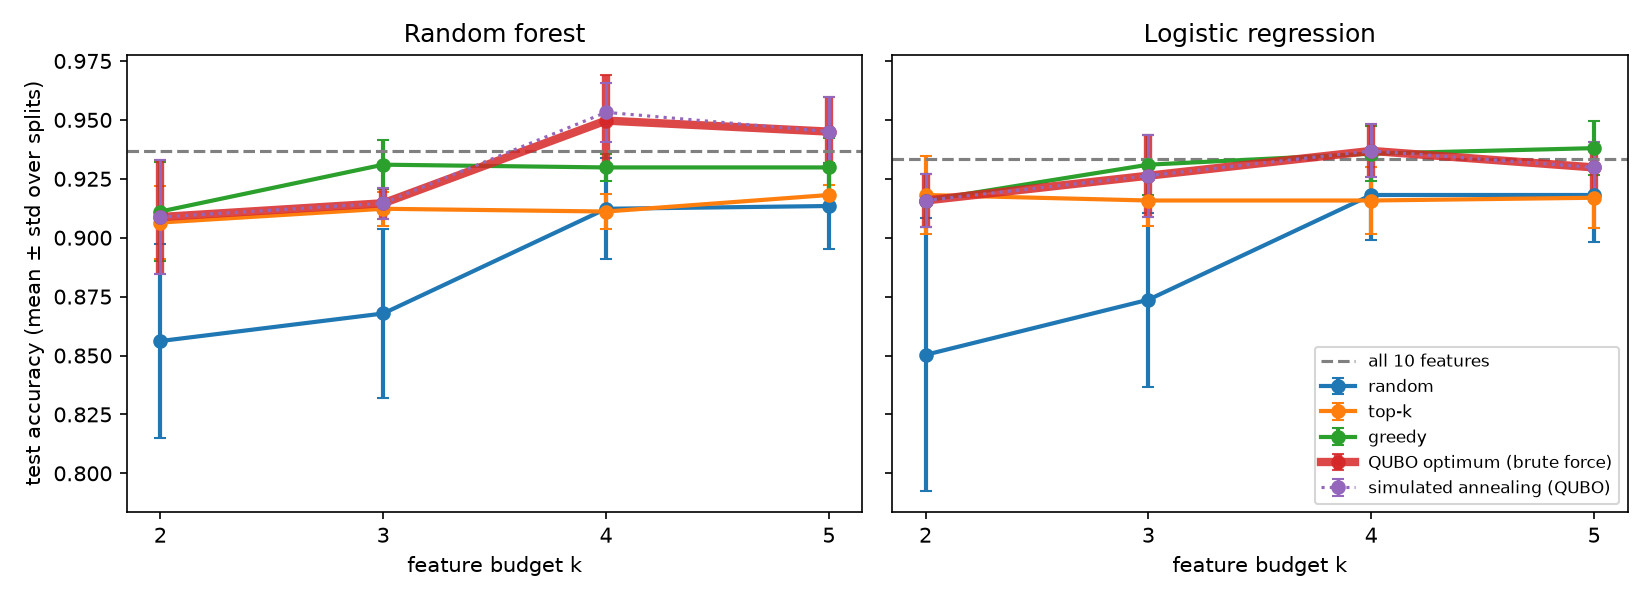 Random forest
Logistic regression
test accuracy (mean ± std over splits)
0.975
0.950
0.925
0.900
0.875
0.850
0.825
0.800
2
3
4
5
feature budget k
2
3
4
5
feature budget k
all 10 features
random
top-k
greedy
QUBO optimum (brute force)
simulated annealing (QUBO)